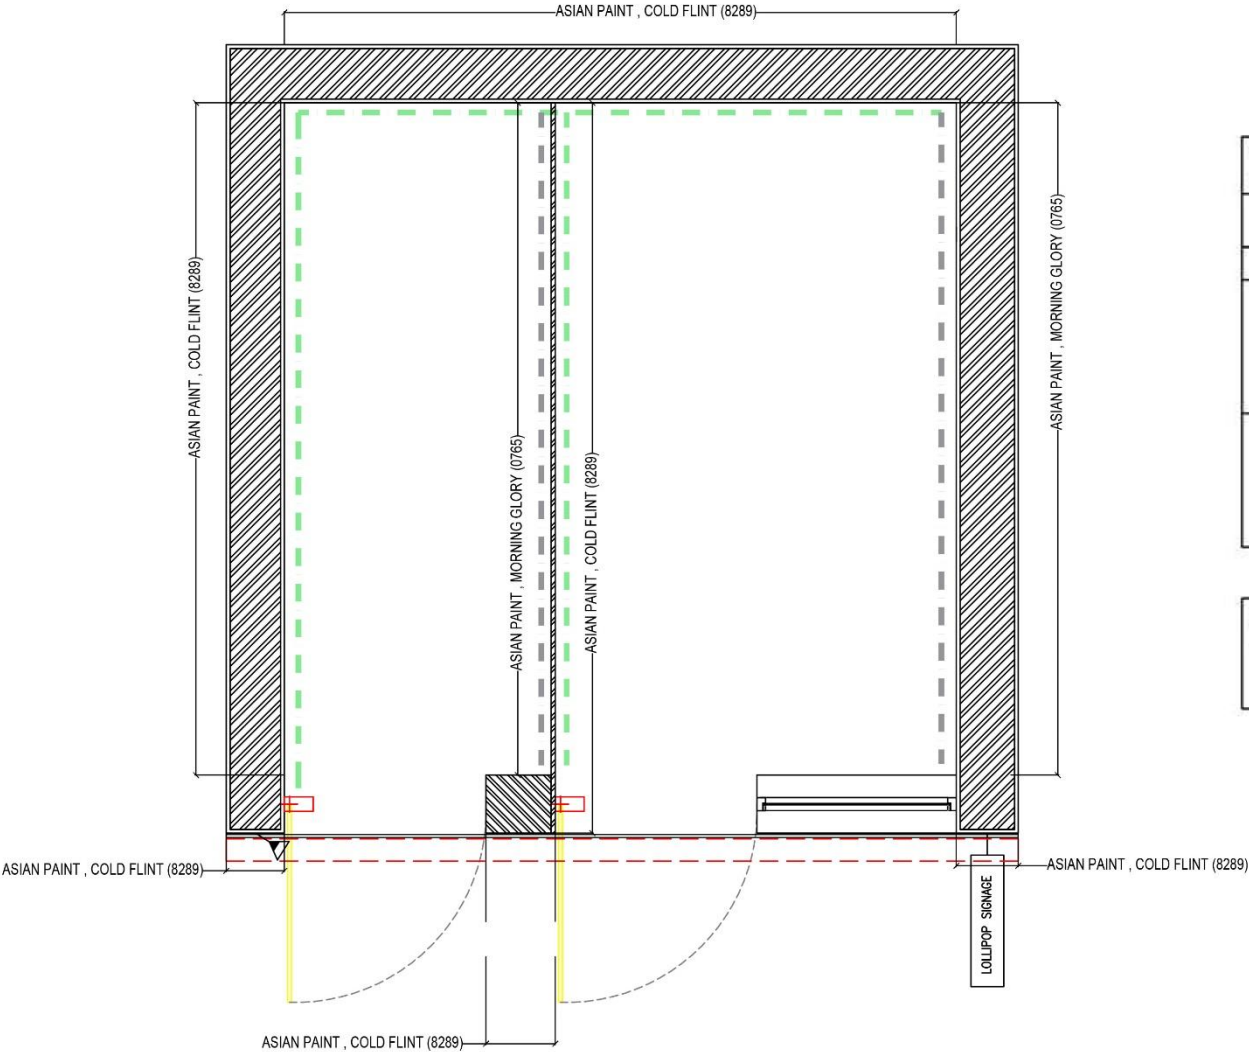 ASIAN PAINT , COLD FLINT (8289)
ASIAN PAINT , COLD FLINT (8289)
ASIAN PAINT , MORNING GLORY (0765)
ASIAN PAINT , MORNING GLORY (0765)
ASIAN PAINT , COLD FLINT (8289)
ASIAN PAINT , COLD FLINT (8289)
ASIAN PAINT , COLD FLINT (8289)
LOLLIPOP SIGNAGE
ASIAN PAINT , COLD FLINT (8289)